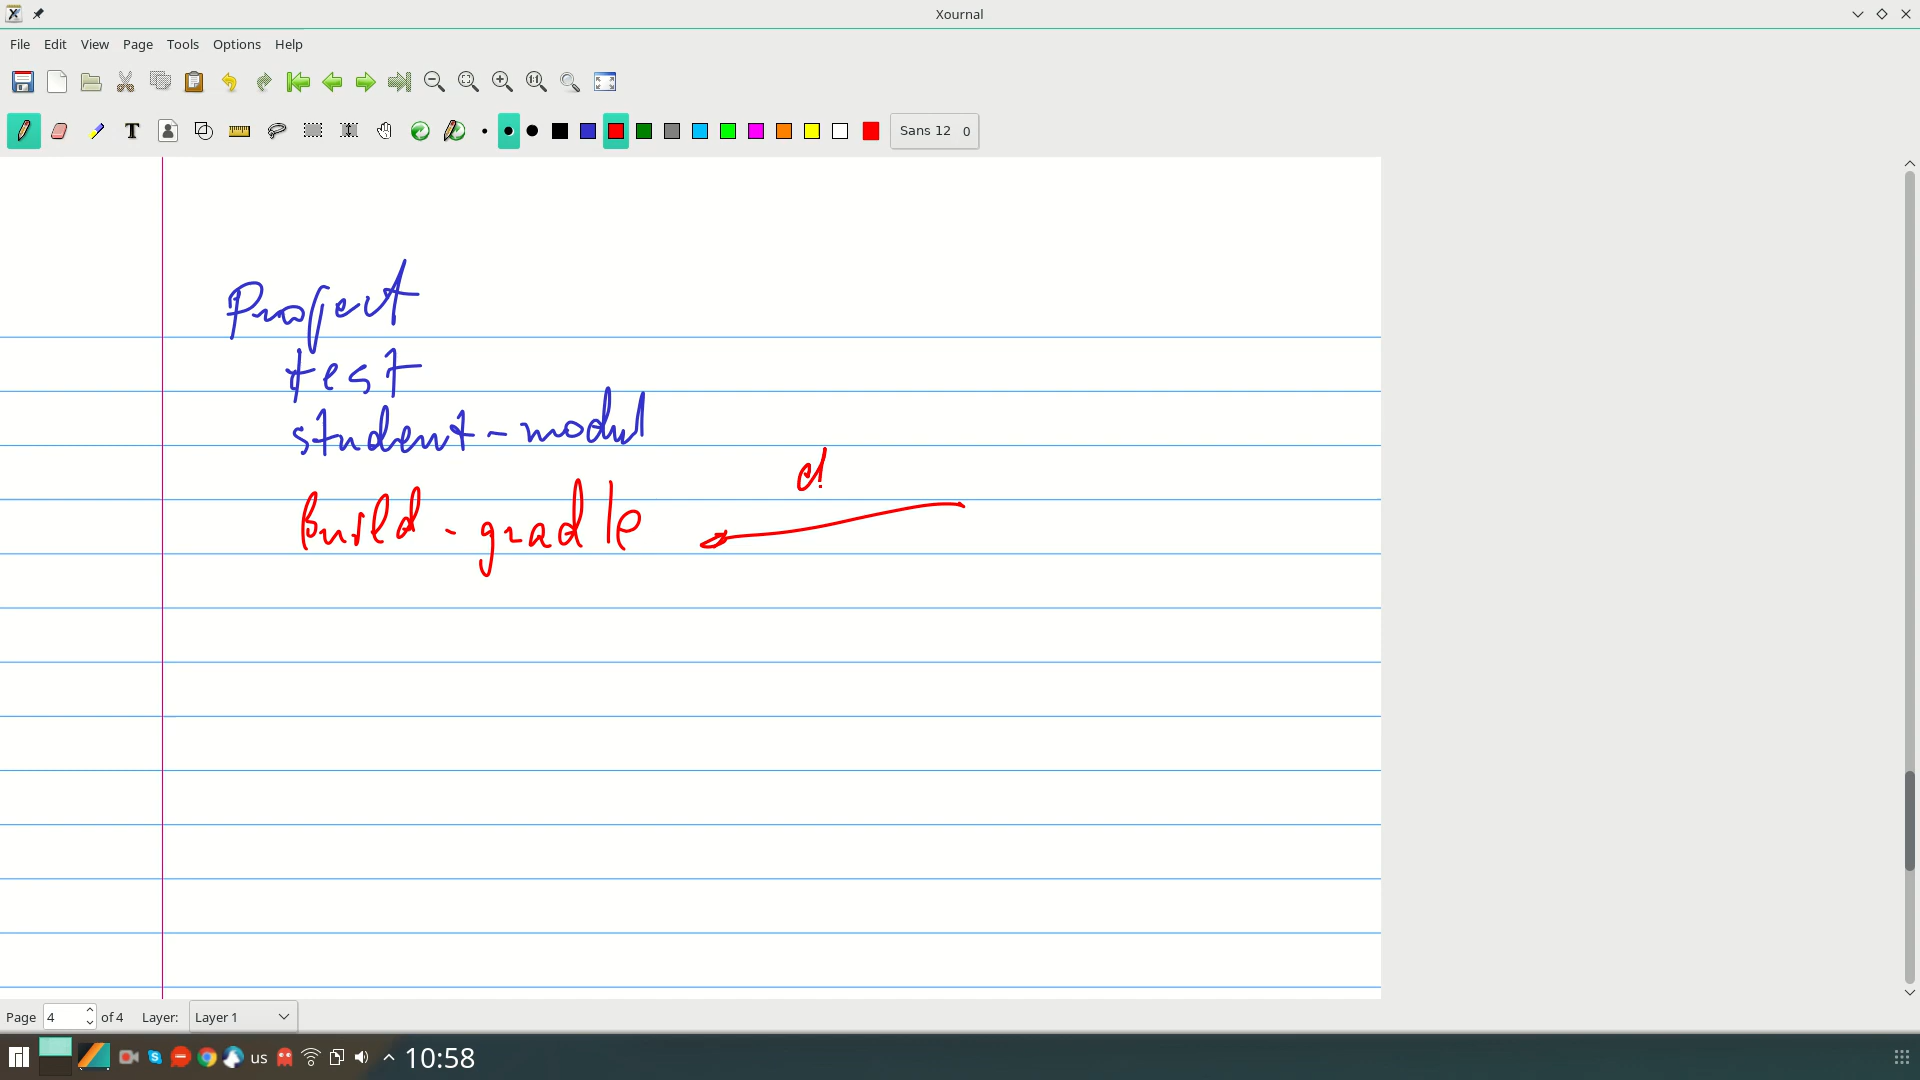 Xournal
File Edit View Page Tools Options Help
T Sans 12 0
Project
test
student-modul
d
build-gradle
Page 4 of 4 Layer: Layer 1
us 10:58